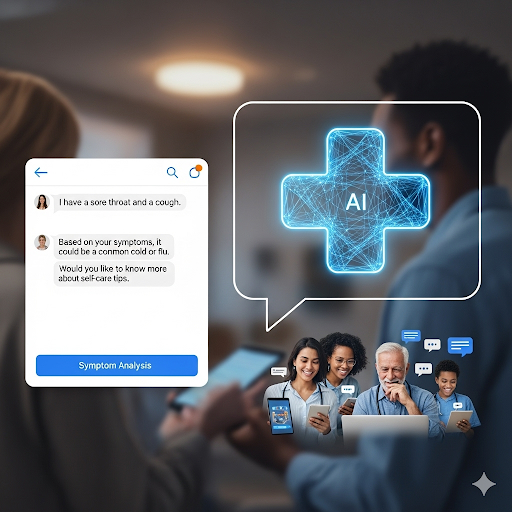 I have a sore throat and a cough.
Based on your symptoms, it
could be a common cold or flu.
Would you like to know more
about self-care tips.
Symptom Analysis
AI